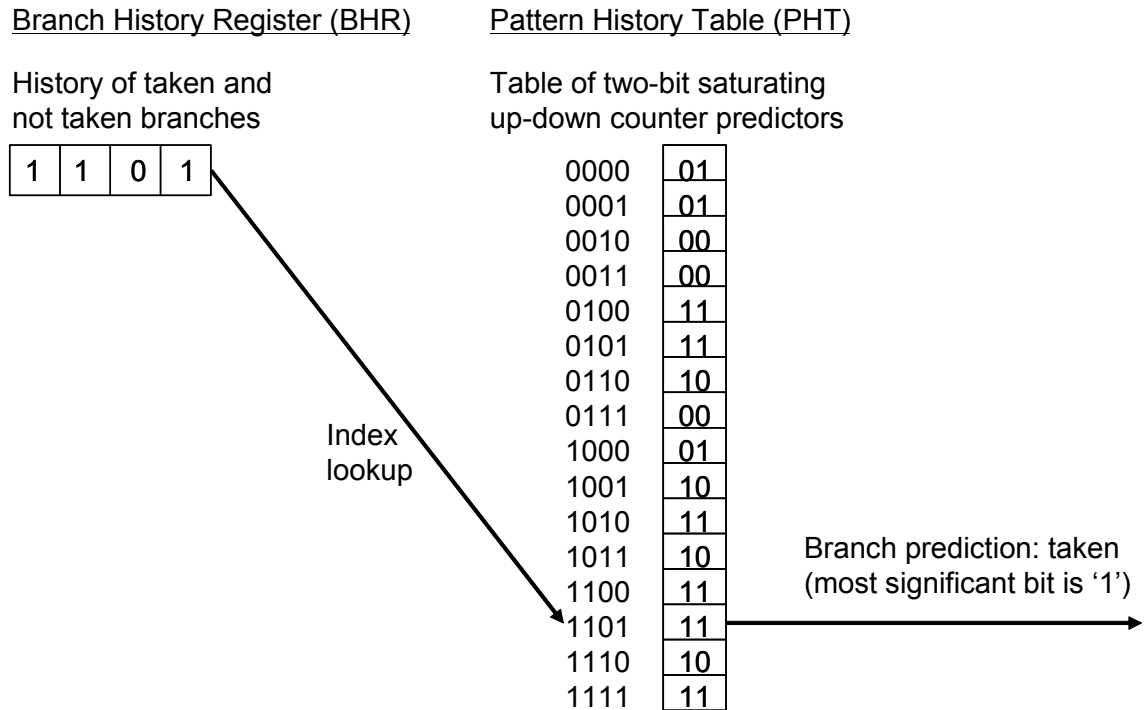 Branch History Register (BHR)
Pattern History Table (PHT)
History of taken and
not taken branches
Table of two-bit saturating
up-down counter predictors
1 1 0 1
0000 01
0001 01
0010 00
0011 00
0100 11
0101 11
0110 10
0111 00
1000 01
1001 10
1010 11
1011 10
1100 11
1101 11
1110 10
1111 11
Index
lookup
Branch prediction: taken
(most significant bit is ‘1’)